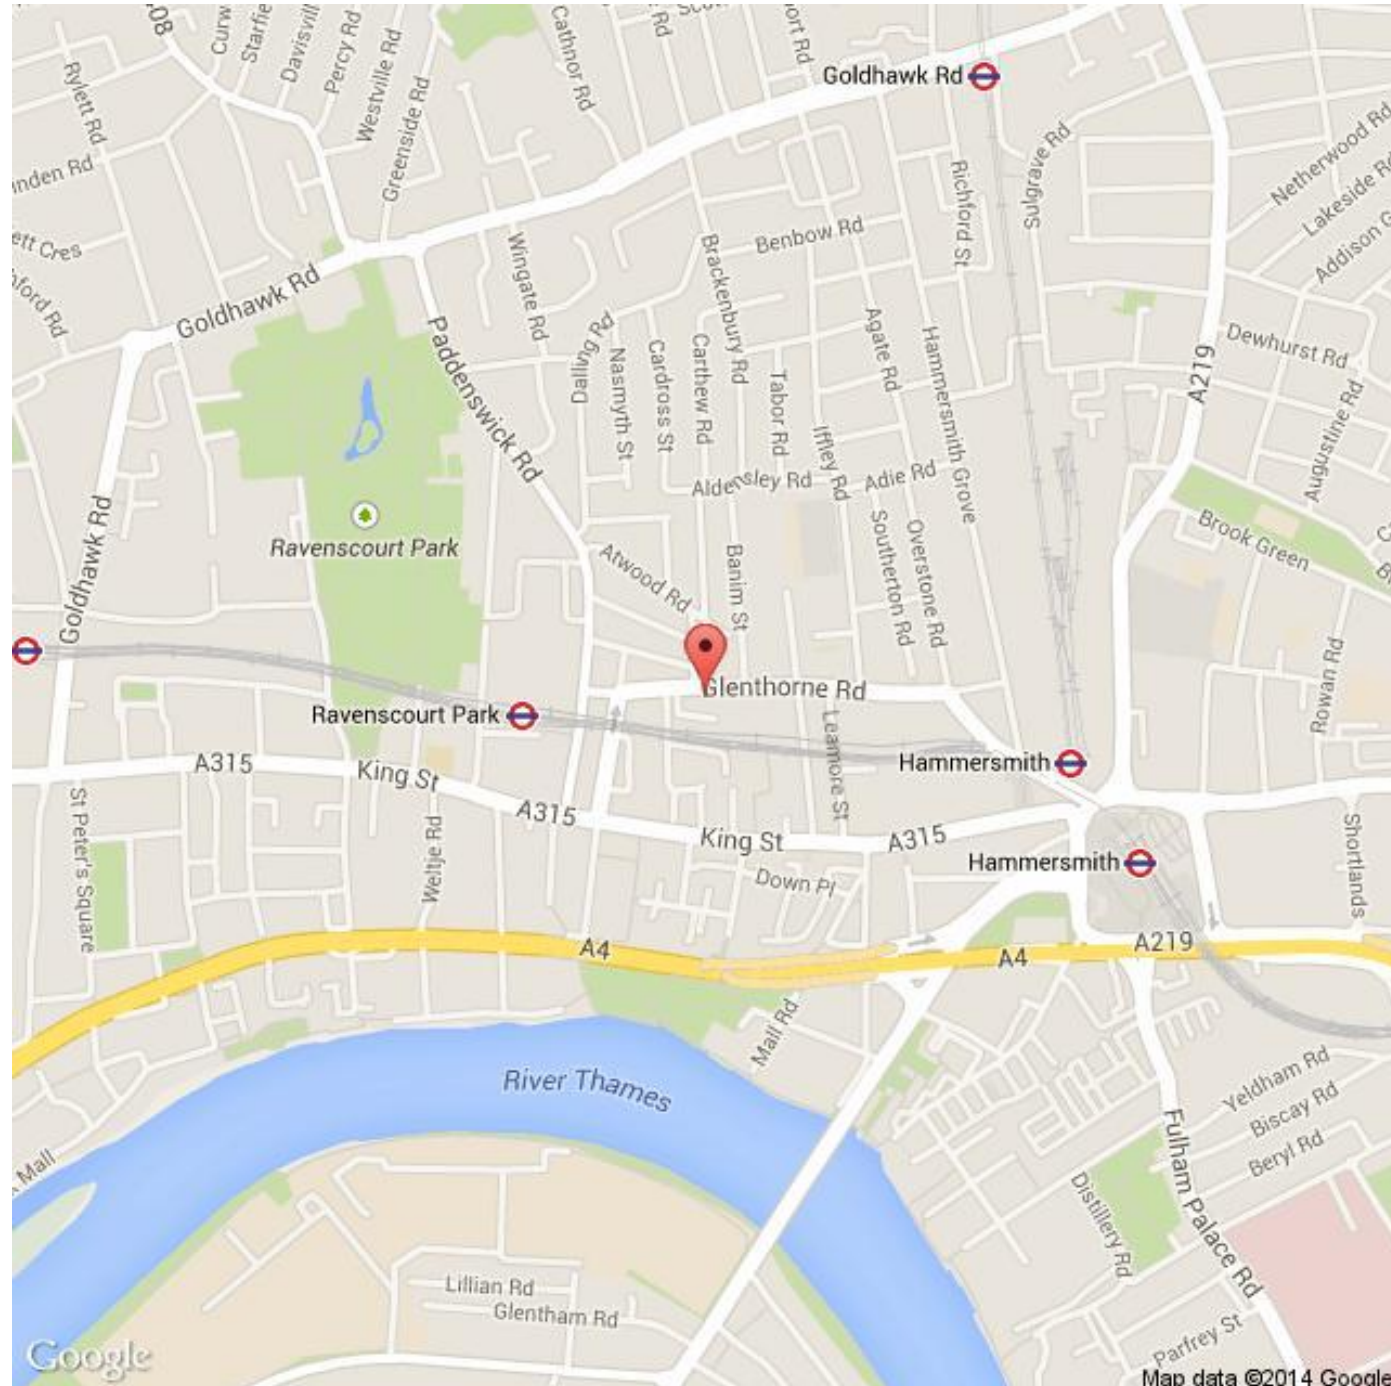 Curw
Starfie
Davisvill
Percy Rd
Westville Rd
Greenside Rd
Cathnor Rd
Rylett Rd
Goldhawk Rd
Netherwood Rd
Lakeside Rd
Addison G
Sulgrave Rd
Richford St
inden Rd
ett Cres
nford Rd
Goldhawk Rd
Wingate Rd
Brackenbury Rd
Benbow Rd
Paddenswick Rd
Dalling Rd
Nasmyth St
Cardross St
Carthew Rd
Tabor Rd
Iffley Rd
Agate Rd
Hammersmith Grove
A219
Dewhurst Rd
Augustine Rd
Aldensley Rd
Adie Rd
Goldhawk Rd
Ravenscourt Park
Atwood Rd
Banim St
Southerton Rd
Overstone Rd
Brook Green
Rowan Rd
Glenthorne Rd
Ravenscourt Park
Leamore St
Hammersmith
A315
King St
A315
King St
A315
St Peter's Square
Weltje Rd
Down Pl
Hammersmith
Shortlands
A4
A4
A219
Mall Rd
River Thames
Yeldham Rd
Biscay Rd
Beryl Rd
Mall
Distillery Rd
Fulham Palace Rd
Lillian Rd
Glentham Rd
Parfrey St
Google
Map data ©2014 Google